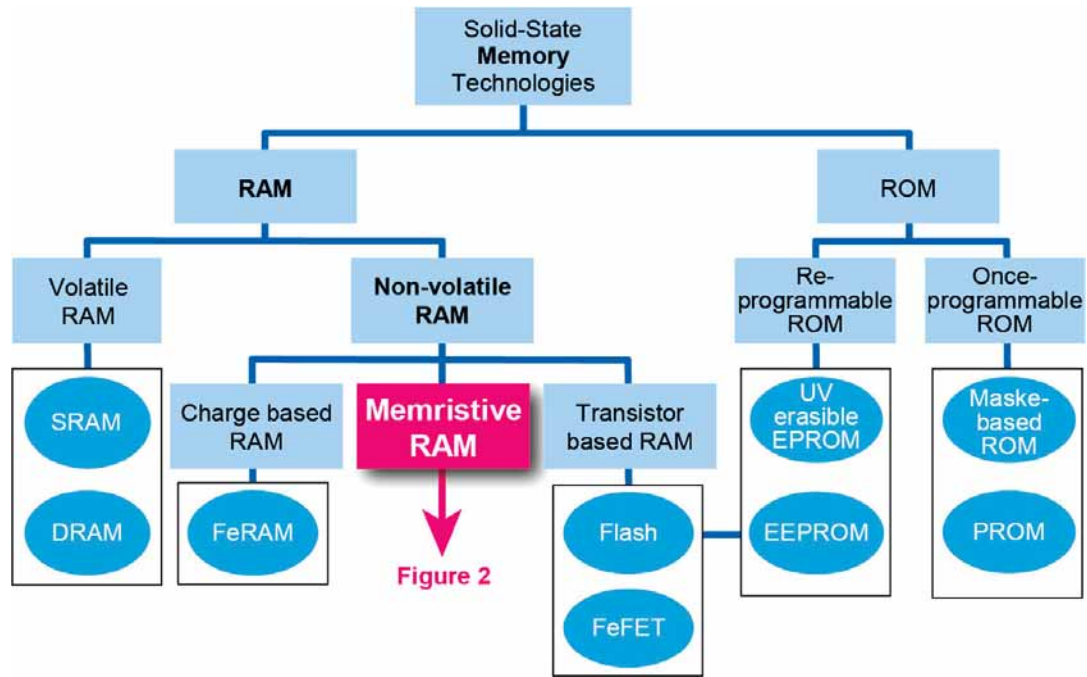 Solid-State
Memory
Technologies
RAM
ROM
Volatile
RAM
Non-volatile
RAM
Re-
programmable
ROM
Once-
programmable
ROM
SRAM
DRAM
Charge based
RAM
FeRAM
Memristive
RAM
Figure 2
Transistor
based RAM
Flash
FeFET
UV
erasible
EPROM
EEPROM
Maske-
based
ROM
PROM